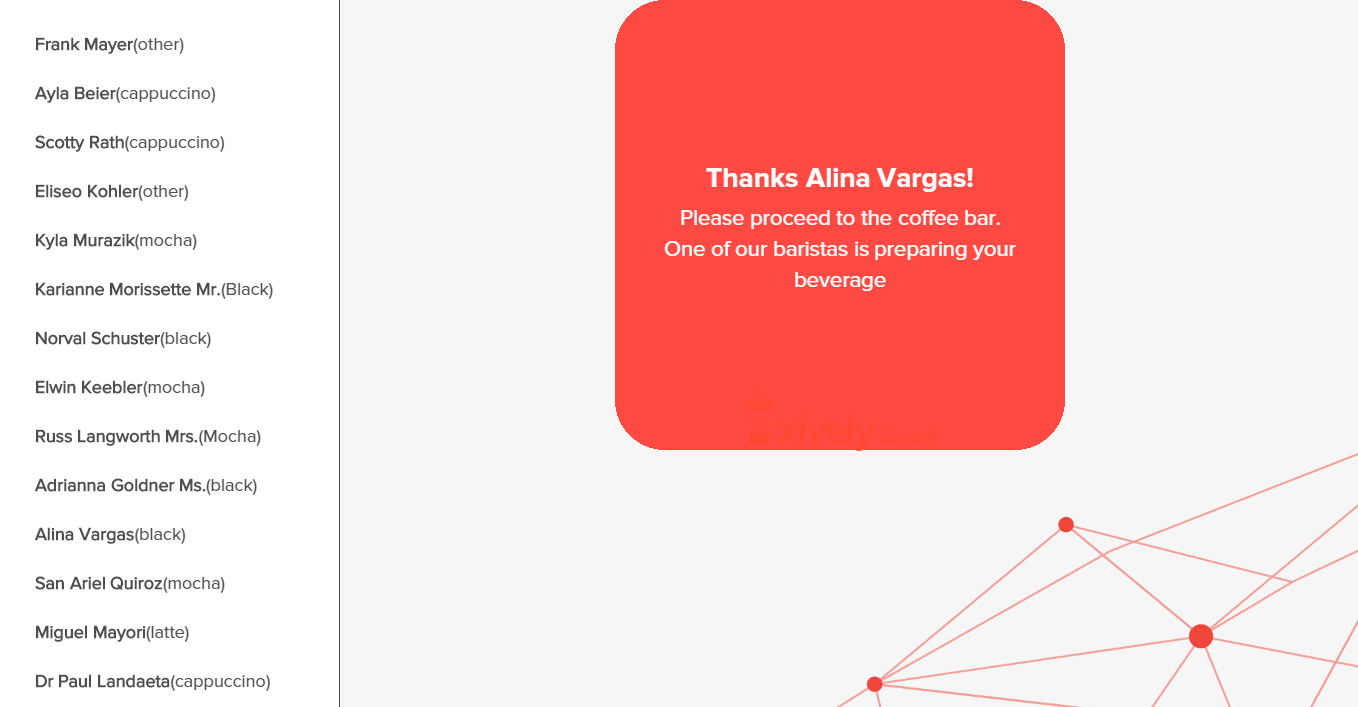 Frank Mayer(other)
Ayla Beier(cappuccino)
Scotty Rath(cappuccino)
Eliseo Kohler(other)
Kyla Murazik(mocha)
Karianne Morissette Mr.(Black)
Norval Schuster(black)
Elwin Keebler(mocha)
Russ Langworth Mrs.(Mocha)
Adrianna Goldner Ms.(black)
Alina Vargas(black)
San Ariel Quiroz(mocha)
Miguel Mayori(latte)
Dr Paul Landaeta(cappuccino)
Thanks Alina Vargas!
Please proceed to the coffee bar.
One of our baristas is preparing your
beverage
xively